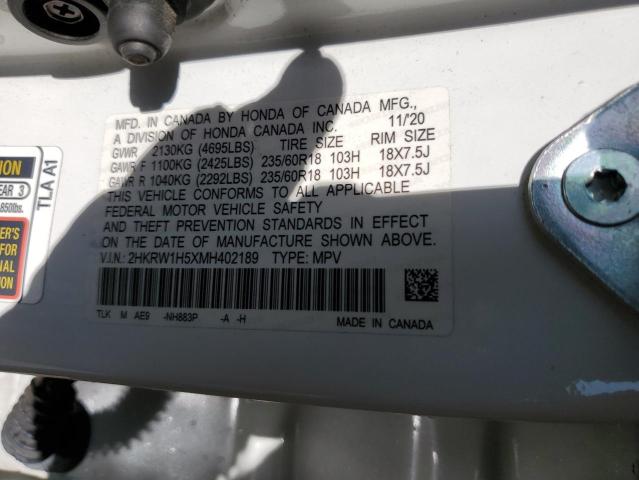 MFD. IN CANADA BY HONDA OF CANADA MFG.,
A DIVISION OF HONDA CANADA INC. 11/'20
GVWR 2130KG (4695LBS) TIRE SIZE RIM SIZE
GAWR F 1100KG (2425LBS) 235/60R18 103H 18X7.5J
GAWR R 1040KG (2292LBS) 235/60R18 103H 18X7.5J
THIS VEHICLE CONFORMS TO ALL APPLICABLE
FEDERAL MOTOR VEHICLE SAFETY
AND THEFT PREVENTION STANDARDS IN EFFECT
ON THE DATE OF MANUFACTURE SHOWN ABOVE.
V.I.N.: 2HKRW1H5XMH402189 TYPE: MPV
TLK M AE9 -NH883P -A -H
MADE IN CANADA
TLA A1
EAR 3
850lbs.